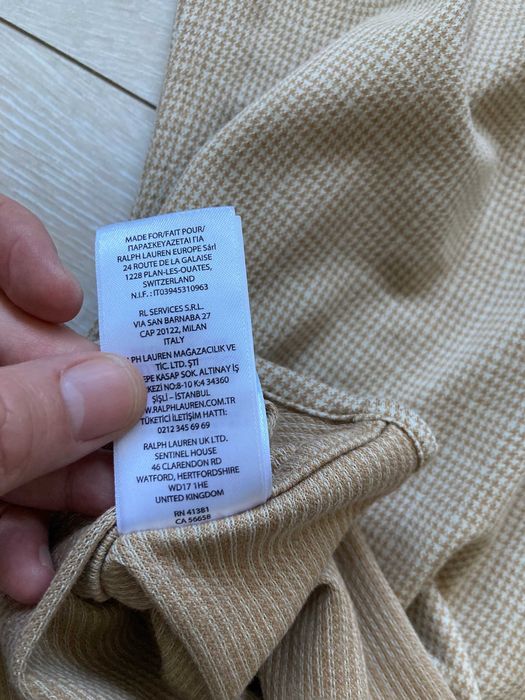 MADE FOR/FAIT POUR/
ΠΑΡΑΣΚΕΥΑΖΕΤΑΙ ΓΙΑ
RALPH LAUREN EUROPE Sàrl
24 ROUTE DE LA GALAISE
1228 PLAN-LES-OUATES,
SWITZERLAND
N.I.F. : IT03945310963
RL SERVICES S.R.L.
VIA SAN BARNABA 27
CAP 20122, MILAN
ITALY
LAUREN MAĞAZACILIK VE
TİC. LTD. ŞTİ
KASAP SOK. ALTINAY İŞ
NO:8-10 K:4 34360
ŞİŞLİ – İSTANBUL
WWW.RALPHLAUREN.COM.TR
TÜKETİCİ İLETİŞİM HATTI:
0212 345 69 69
RALPH LAUREN UK LTD.
SENTINEL HOUSE
46 CLARENDON RD
WATFORD, HERTFORDSHIRE
WD17 1HE
UNITED KINGDOM
RN 41381
CA 56658